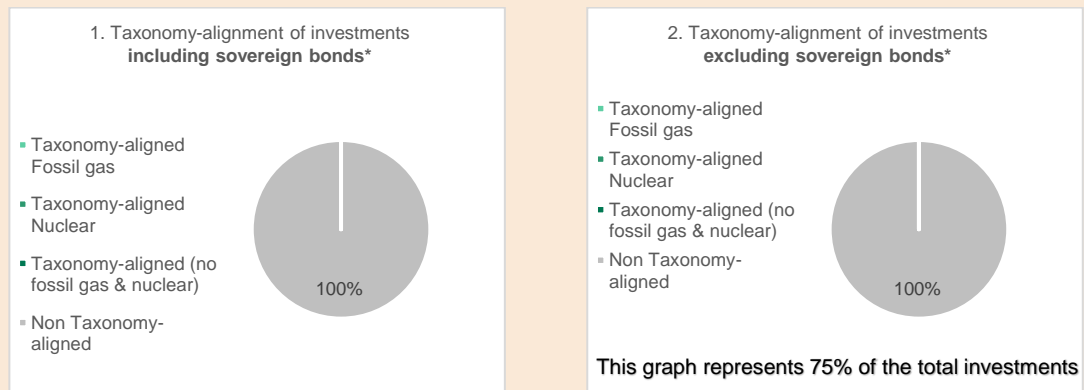 1. Taxonomy-alignment of investments
including sovereign bonds*
Taxonomy-aligned
Fossil gas
Taxonomy-aligned
Nuclear
Taxonomy-aligned (no
fossil gas & nuclear)
Non Taxonomy-
aligned
100%
2. Taxonomy-alignment of investments
excluding sovereign bonds*
Taxonomy-aligned
Fossil gas
Taxonomy-aligned
Nuclear
Taxonomy-aligned (no
fossil gas & nuclear)
Non Taxonomy-
aligned
100%
This graph represents 75% of the total investments